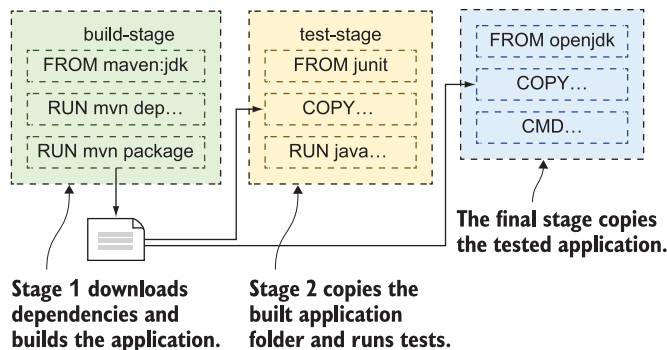 build-stage
FROM maven:jdk
RUN mvn dep…
RUN mvn package
test-stage
FROM junit
COPY…
RUN java…
FROM openjdk
COPY…
CMD…
The final stage copies
the tested application.
Stage 1 downloads
dependencies and
builds the application.
Stage 2 copies the
built application
folder and runs tests.